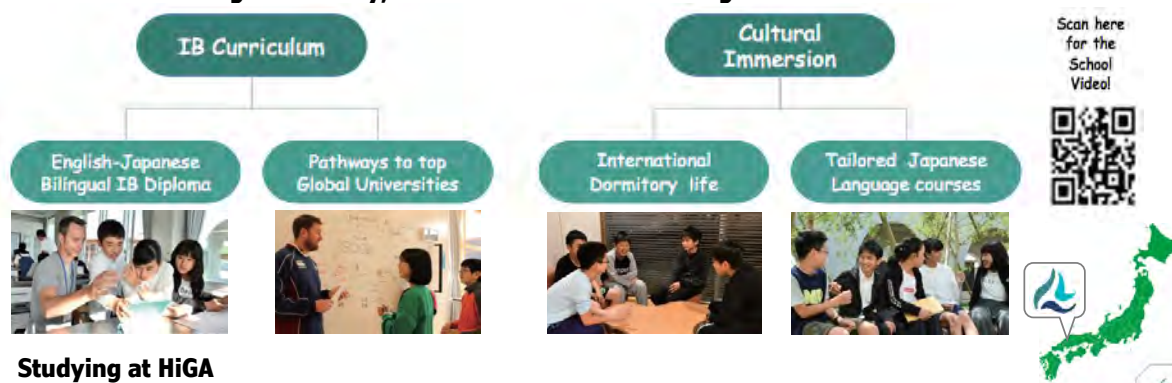 IB Curriculum
Cultural
Immersion
Scan here
for the
School
Video!
English-Japanese
Bilingual IB Diploma
Pathways to top
Global Universities
International
Dormitory life
Tailored Japanese
Language courses
Studying at HiGA